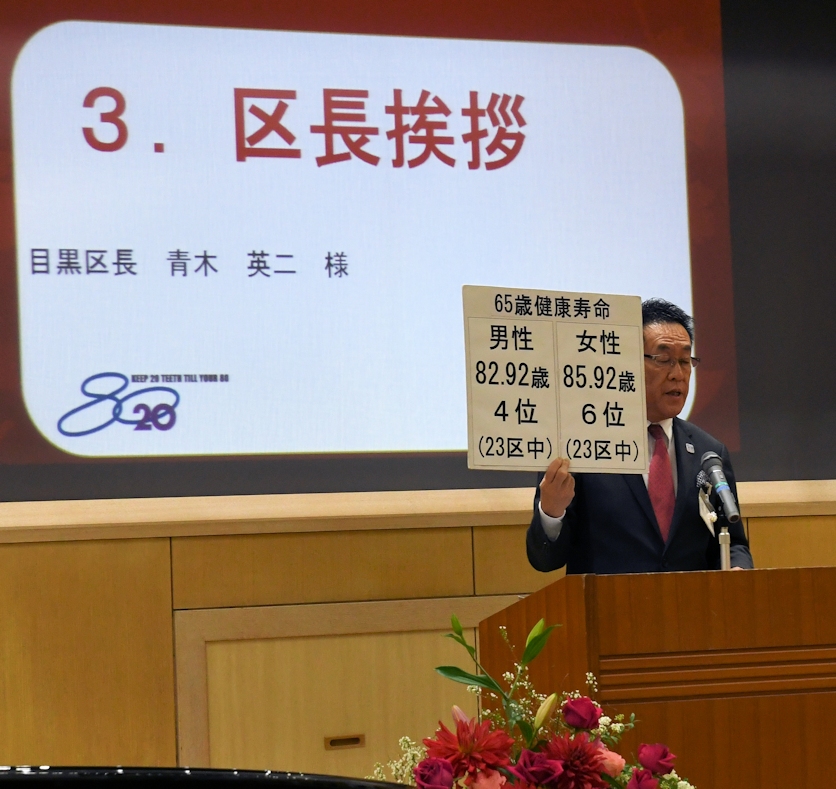 3. 区長挨拶
目黒区長 青木 英二 様
KEEP 20 TEETH TILL YOUR 80
8020
65歳健康寿命
男性
82.92歳
4位
(23区中)
女性
85.92歳
6位
(23区中)